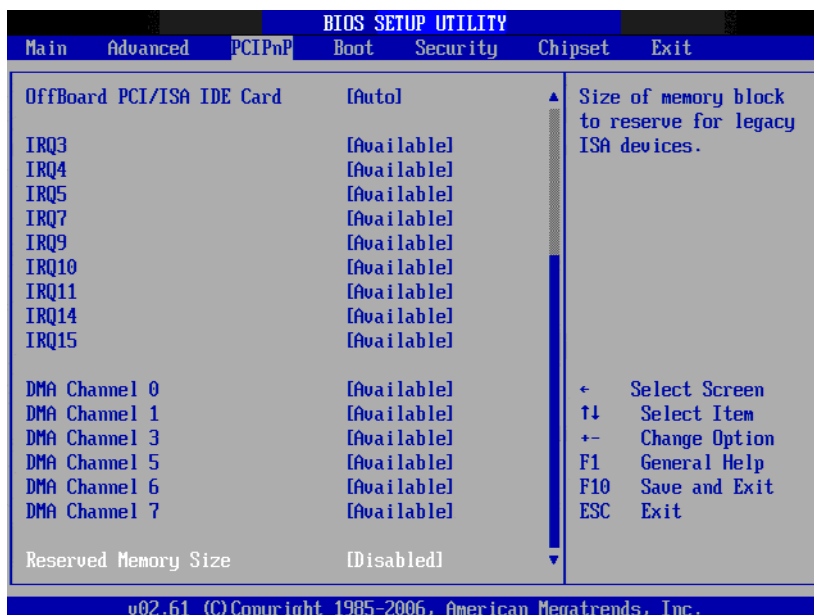 BIOS SETUP UTILITY
Main Advanced PCIPnP Boot Security Chipset Exit
OffBoard PCI/ISA IDE Card [Auto]
IRQ3 [Available]
IRQ4 [Available]
IRQ5 [Available]
IRQ7 [Available]
IRQ9 [Available]
IRQ10 [Available]
IRQ11 [Available]
IRQ14 [Available]
IRQ15 [Available]
DMA Channel 0 [Available]
DMA Channel 1 [Available]
DMA Channel 3 [Available]
DMA Channel 5 [Available]
DMA Channel 6 [Available]
DMA Channel 7 [Available]
Reserved Memory Size [Disabled]
Size of memory block
to reserve for legacy
ISA devices.
← Select Screen
↑↓ Select Item
+- Change Option
F1 General Help
F10 Save and Exit
ESC Exit
v02.61 (C)Copyright 1985-2006, American Megatrends, Inc.